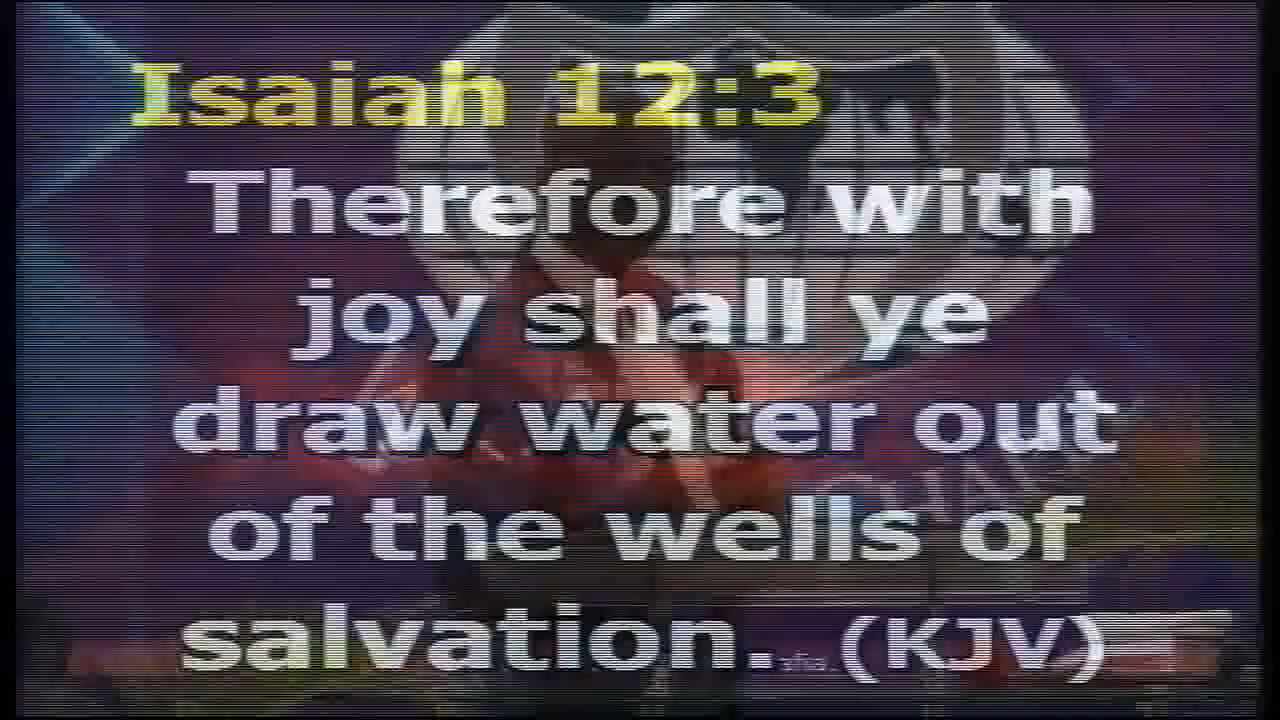 Isaiah 12:3
Therefore with
joy shall ye
draw water out
of the wells of
salvation. (KJV)